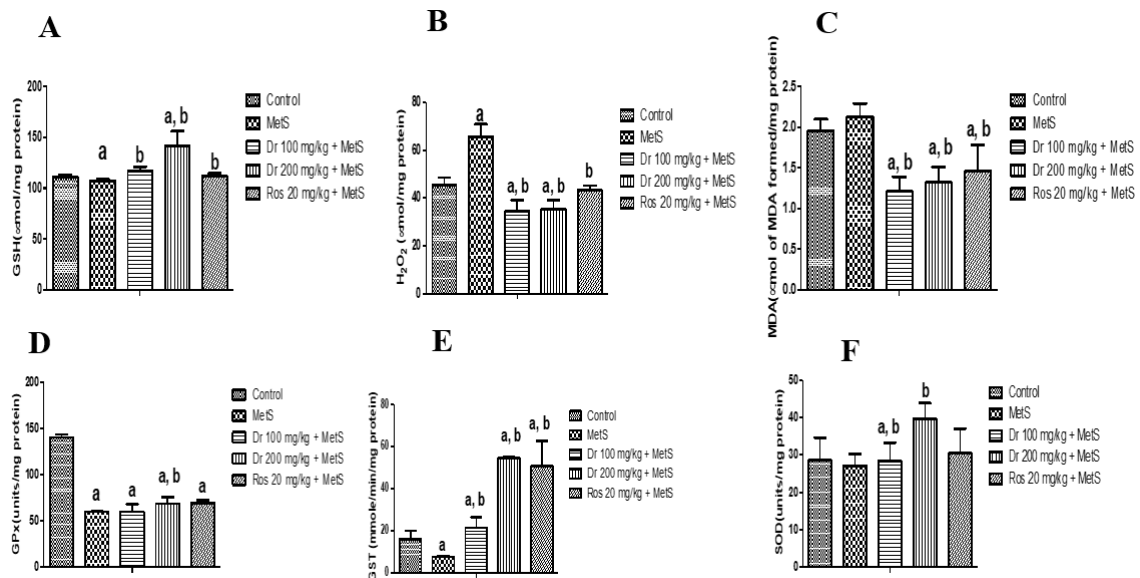 A
GSH(αmol/mg protein)
200
150
100
50
0
a
b
a, b
b
Control
MetS
Dr 100 mg/kg + MetS
Dr 200 mg/kg + MetS
Ros 20 mg/kg + MetS
B
H₂O₂ (αmol/mg protein)
80
60
40
20
0
a
a, b
a, b
b
Control
MetS
Dr 100 mg/kg + MetS
Dr 200 mg/kg + MetS
Ros 20 mg/kg + MetS
C
MDA(αmol of MDA formed/mg protein)
2.5
2.0
1.5
1.0
0.5
0.0
a, b
a, b
a, b
Control
MetS
Dr 100 mg/kg + MetS
Dr 200 mg/kg + MetS
Ros 20 mg/kg + MetS
D
GPx(units/mg protein)
200
150
100
50
0
a
a
a, b
a
Control
MetS
Dr 100 mg/kg + MetS
Dr 200 mg/kg + MetS
Ros 20 mg/kg + MetS
E
GST (mmole/min/mg protein)
80
60
40
20
0
a
a, b
a, b
a, b
Control
MetS
Dr 100 mg/kg + MetS
Dr 200 mg/kg + MetS
Ros 20 mg/kg + MetS
F
SOD(units/mg protein)
50
40
30
20
10
0
a, b
b
Control
MetS
Dr 100 mg/kg + MetS
Dr 200 mg/kg + MetS
Ros 20 mg/kg + MetS